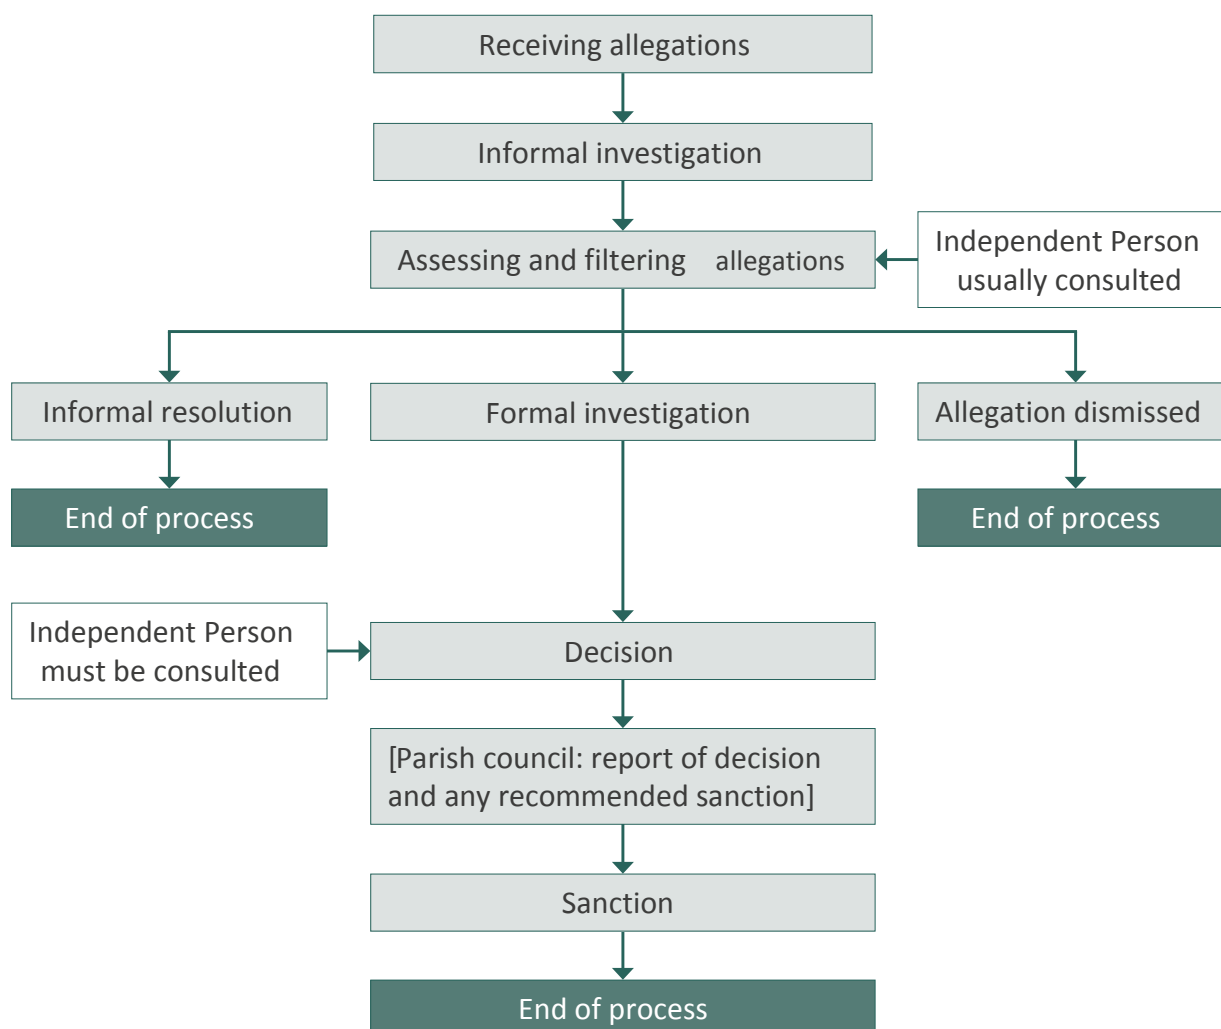 Receiving allegations
Informal investigation
Assessing and filtering allegations
Independent Person
usually consulted
Informal resolution
Formal investigation
Allegation dismissed
End of process
End of process
Independent Person
must be consulted
Decision
[Parish council: report of decision
and any recommended sanction]
Sanction
End of process